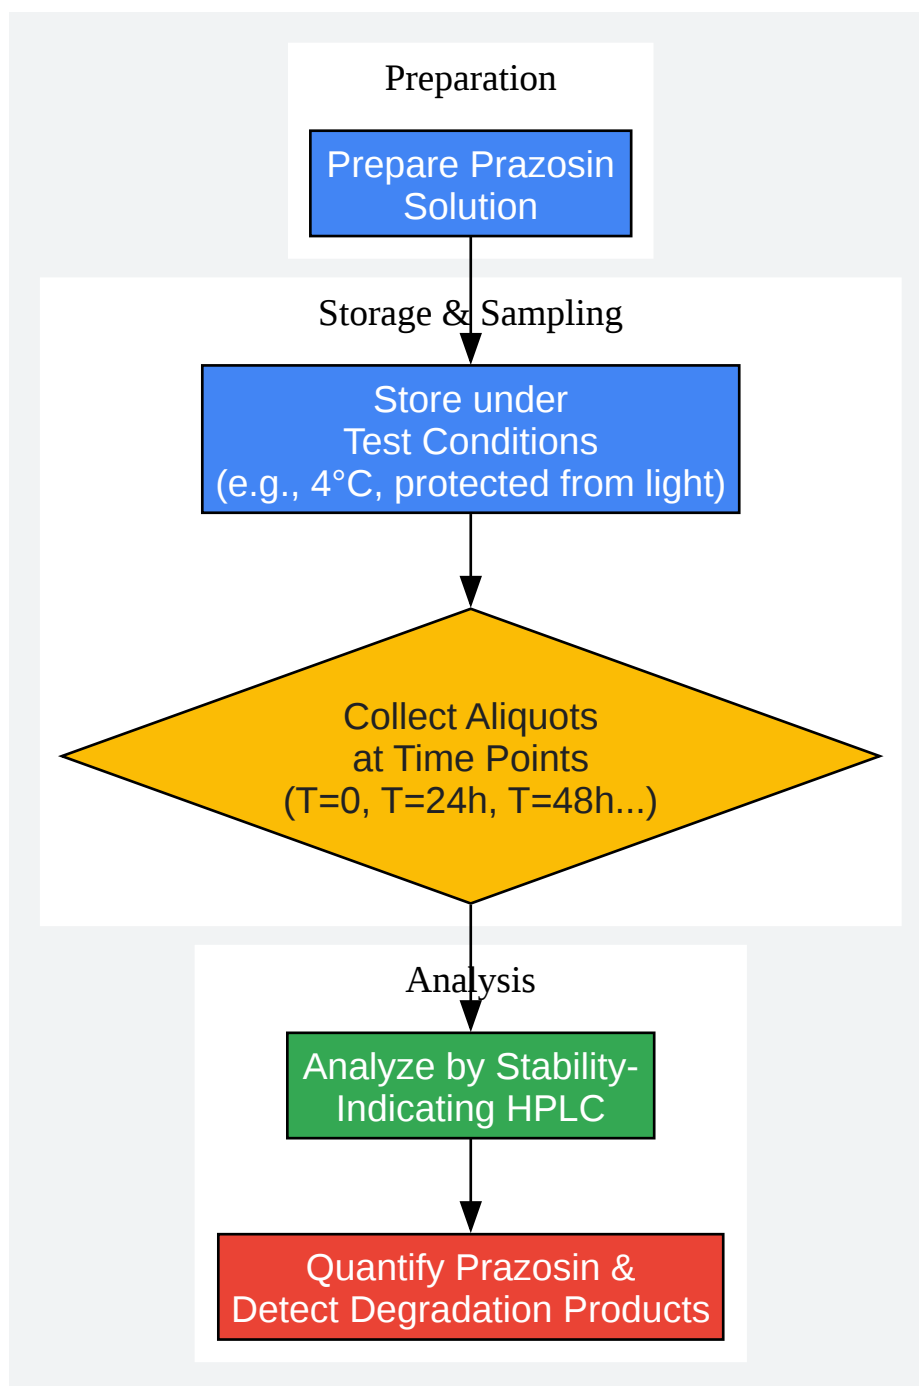 Preparation
Prepare Prazosin
Solution
Storage & Sampling
Store under
Test Conditions
(e.g., 4°C, protected from light)
Collect Aliquots
at Time Points
(T=0, T=24h, T=48h...)
Analysis
Analyze by Stability-
Indicating HPLC
Quantify Prazosin &
Detect Degradation Products